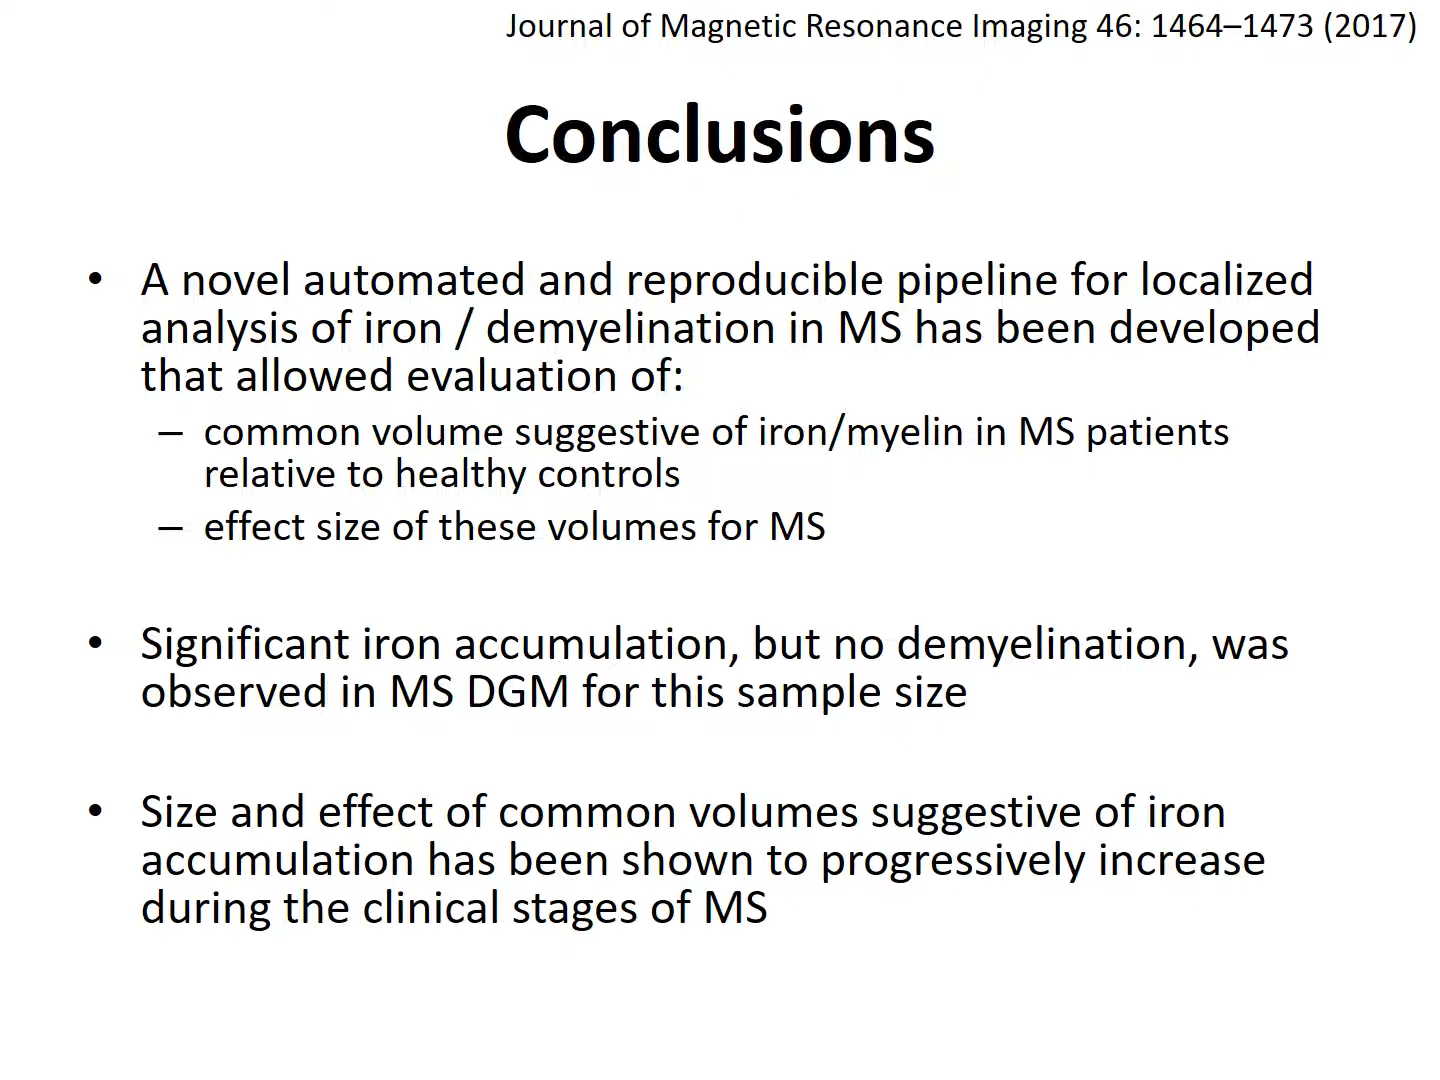 Journal of Magnetic Resonance Imaging 46: 1464–1473 (2017)
Conclusions
• A novel automated and reproducible pipeline for localized
analysis of iron / demyelination in MS has been developed
that allowed evaluation of:
– common volume suggestive of iron/myelin in MS patients
relative to healthy controls
– effect size of these volumes for MS
• Significant iron accumulation, but no demyelination, was
observed in MS DGM for this sample size
• Size and effect of common volumes suggestive of iron
accumulation has been shown to progressively increase
during the clinical stages of MS